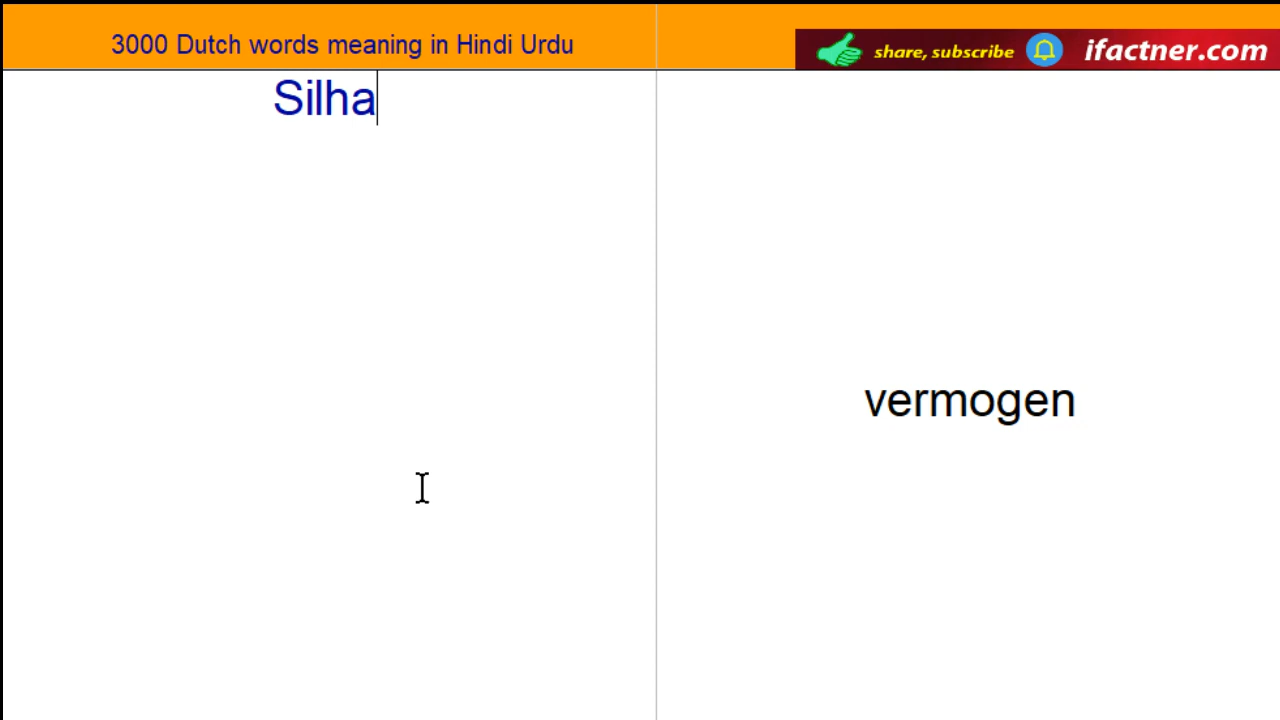 3000 Dutch words meaning in Hindi Urdu
share, subscribe
ifactner.com
Silha
vermogen